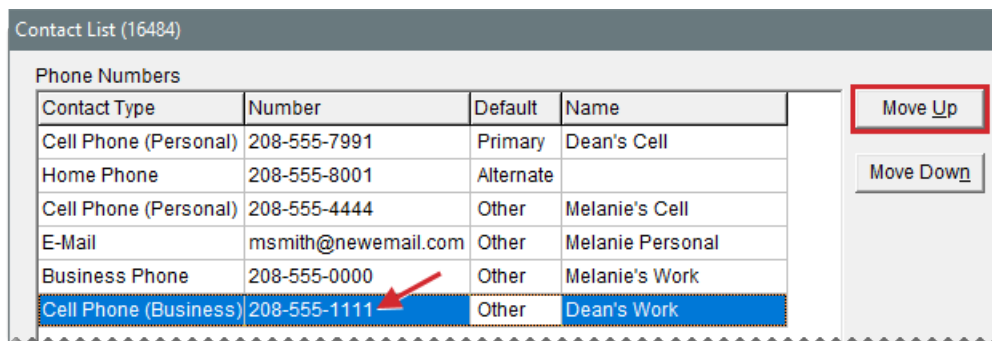 Contact List (16484)
Phone Numbers
Contact Type Number Default Name
Cell Phone (Personal) 208-555-7991 Primary Dean's Cell
Home Phone 208-555-8001 Alternate
Cell Phone (Personal) 208-555-4444 Other Melanie's Cell
E-Mail msmith@newemail.com Other Melanie Personal
Business Phone 208-555-0000 Other Melanie's Work
Cell Phone (Business) 208-555-1111 Other Dean's Work
Move Up
Move Down